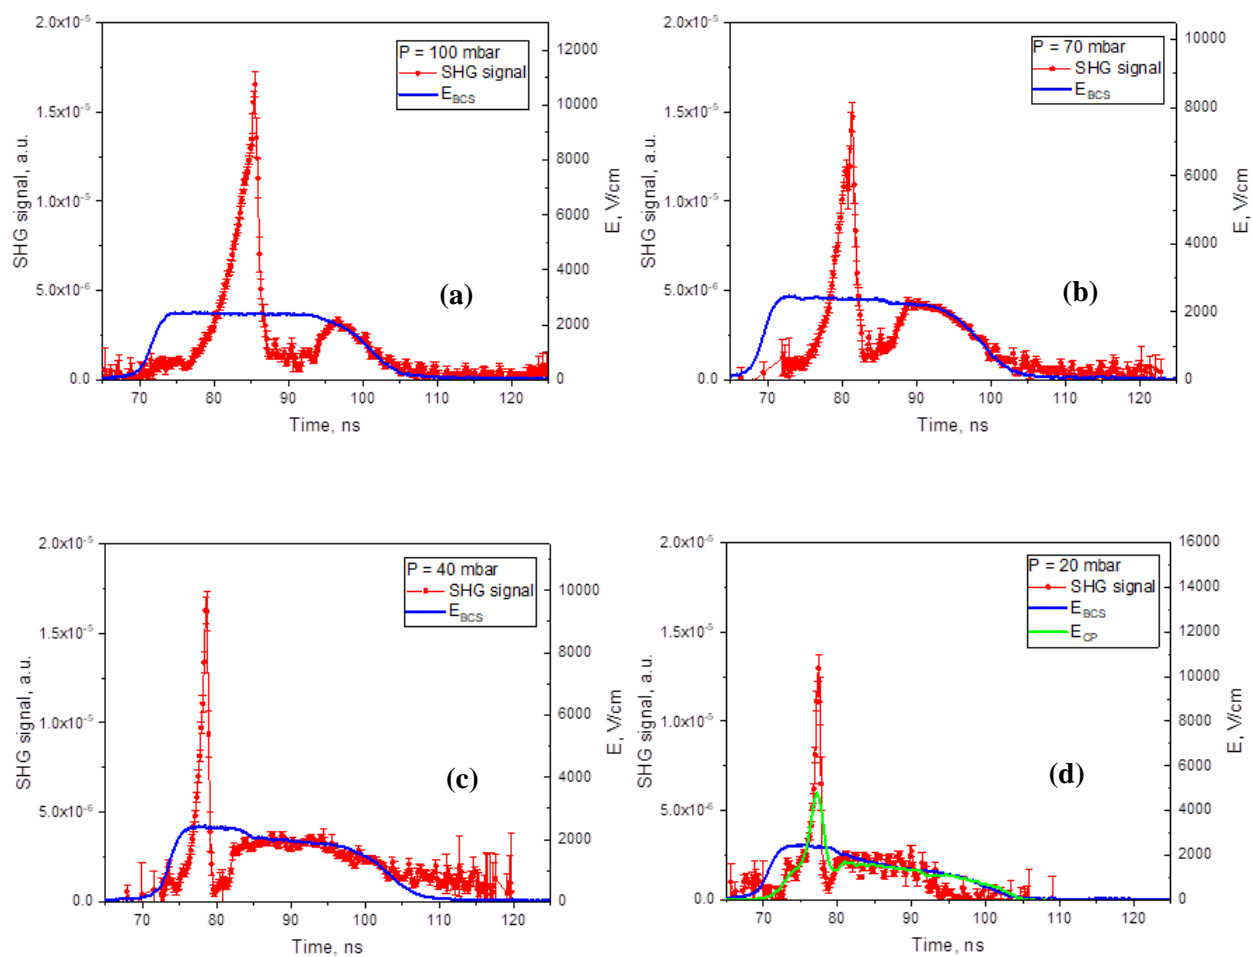 2.0x10⁻⁵
1.5x10⁻⁵
1.0x10⁻⁵
5.0x10⁻⁶
0.0
SHG signal, a.u.
P = 100 mbar
SHG signal
E_BCS
(a)
12000
10000
8000
6000
4000
2000
0
E, V/cm
70 80 90 100 110 120
Time, ns
2.0x10⁻⁵
1.5x10⁻⁵
1.0x10⁻⁵
5.0x10⁻⁶
0.0
SHG signal, a.u.
P = 70 mbar
SHG signal
E_BCS
(b)
10000
8000
6000
4000
2000
0
E, V/cm
70 80 90 100 110 120
Time, ns
2.0x10⁻⁵
1.5x10⁻⁵
1.0x10⁻⁵
5.0x10⁻⁶
0.0
SHG signal, a.u.
P = 40 mbar
SHG signal
E_BCS
(c)
10000
8000
6000
4000
2000
0
E, V/cm
70 80 90 100 110 120
Time, ns
2.0x10⁻⁵
1.5x10⁻⁵
1.0x10⁻⁵
5.0x10⁻⁶
0.0
SHG signal, a.u.
P = 20 mbar
SHG signal
E_BCS
E_CP
(d)
16000
14000
12000
10000
8000
6000
4000
2000
0
E, V/cm
70 80 90 100 110 120
Time, ns